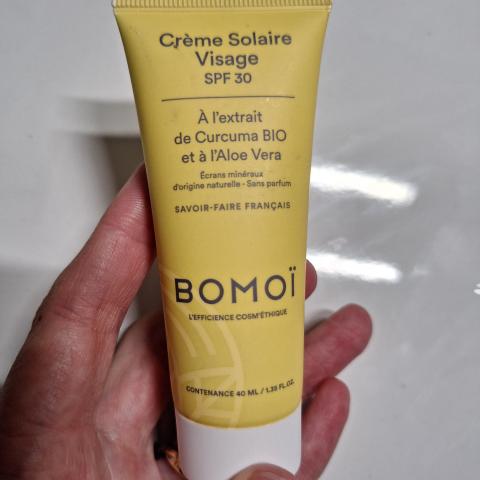 Crème Solaire
Visage
SPF 30
À l'extrait
de Curcuma BIO
et à l'Aloe Vera
Écrans minéraux
d'origine naturelle - Sans parfum
SAVOIR-FAIRE FRANÇAIS
BOMOÏ
L'EFFICIENCE COSM'ÉTHIQUE
CONTENANCE 40 ML / 1.35 FL.OZ.